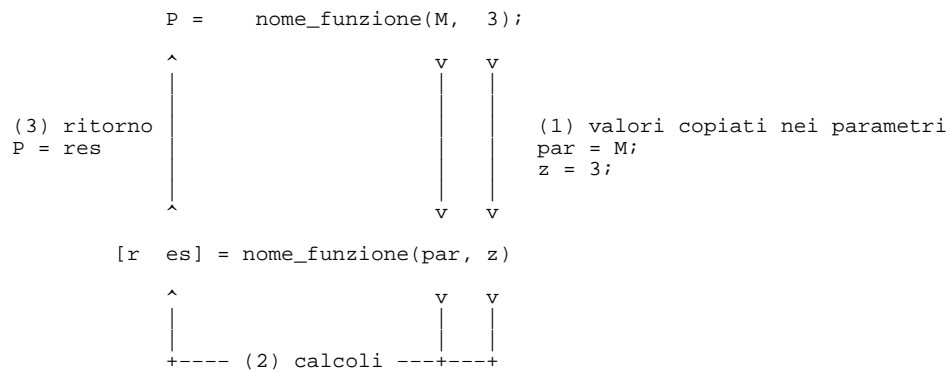 P = nome_funzione(M, 3);
^ v v
(3) ritorno (1) valori copiati nei parametri
P = res par = M;
z = 3;
^ v v
[r es] = nome_funzione(par, z)
^ v v
+---- (2) calcoli ---+---+